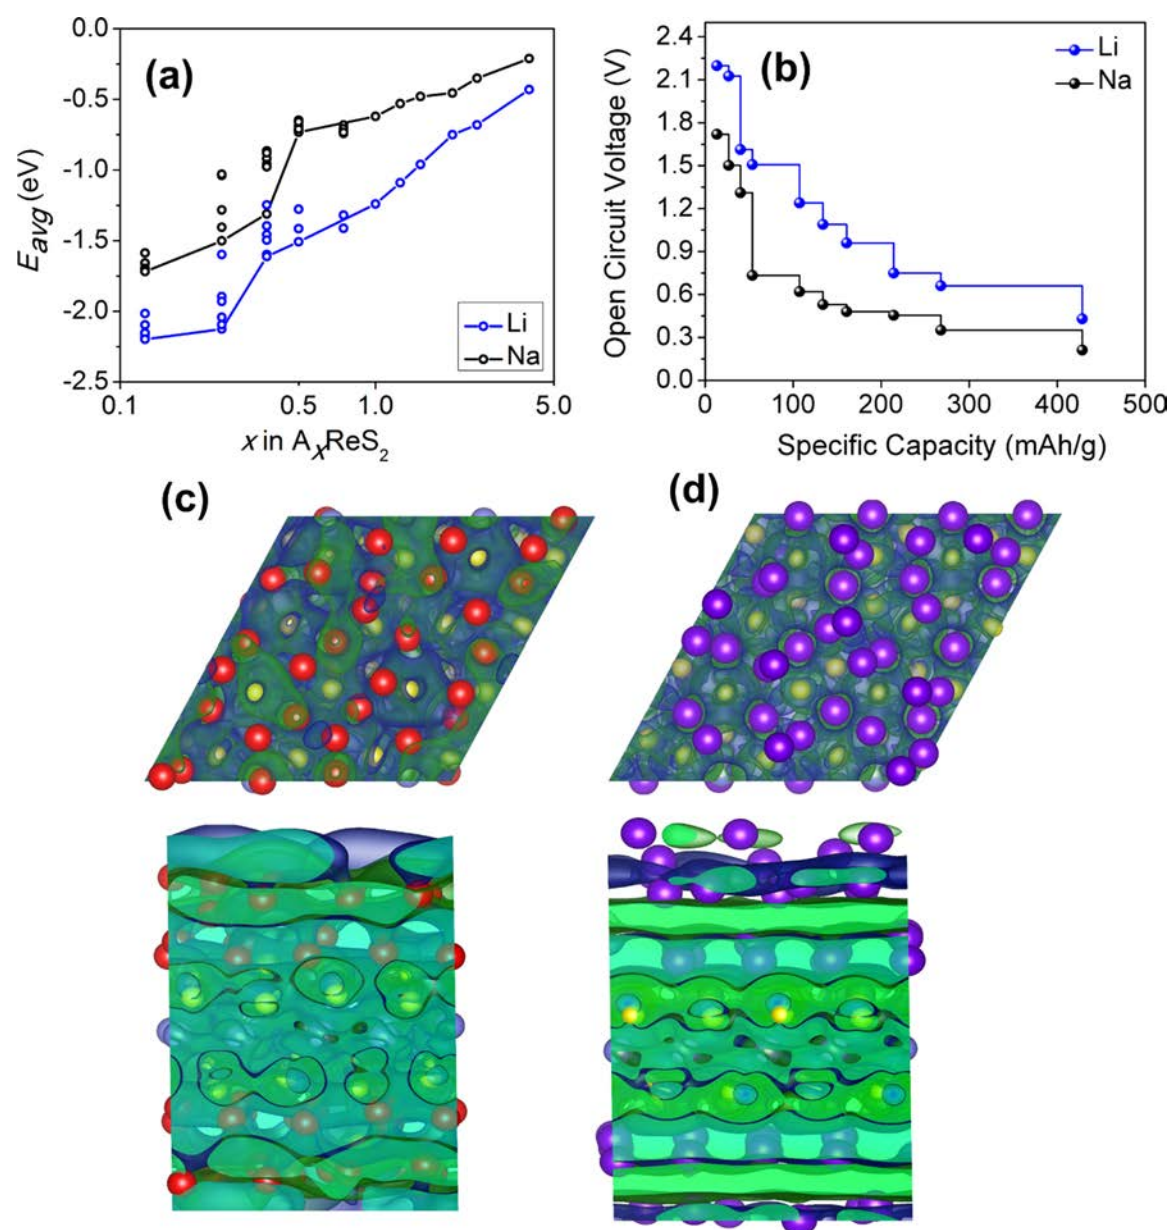 (a)
0.0
-0.5
-1.0
-1.5
-2.0
-2.5
E_avg (eV)
Li
Na
0.1
0.5
1.0
5.0
x in A_XReS_2
(b)
2.4
2.1
1.8
1.5
1.2
0.9
0.6
0.3
0.0
Open Circuit Voltage (V)
Li
Na
0
100
200
300
400
500
Specific Capacity (mAh/g)
(c)
(d)